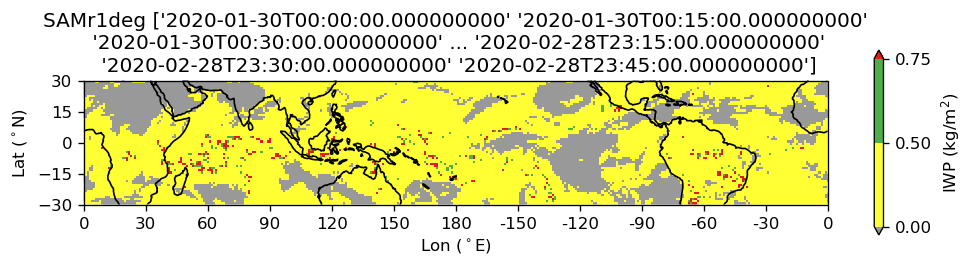 SAMr1deg ['2020-01-30T00:00:00.000000000' '2020-01-30T00:15:00.000000000'
'2020-01-30T00:30:00.000000000' ... '2020-02-28T23:15:00.000000000'
'2020-02-28T23:30:00.000000000' '2020-02-28T23:45:00.000000000']
30
15
0
−15
−30
Lat (°N)
0 30 60 90 120 150 180 -150 -120 -90 -60 -30 0
Lon (°E)
0.75
0.50
0.00
IWP (kg/m²)